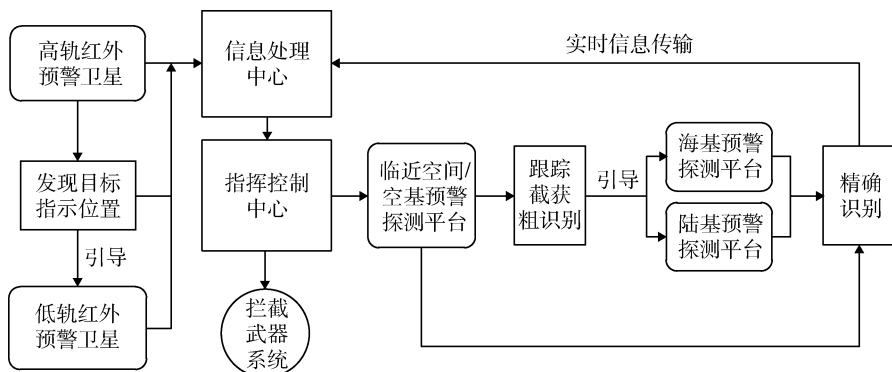 高轨红外
预警卫星
发现目标
指示位置
引导
低轨红外
预警卫星
信息处理
中心
指挥控制
中心
拦截
武器
系统
实时信息传输
临近空间/
空基预警
探测平台
跟踪
截获
粗识别
引导
海基预警
探测平台
陆基预警
探测平台
精确
识别